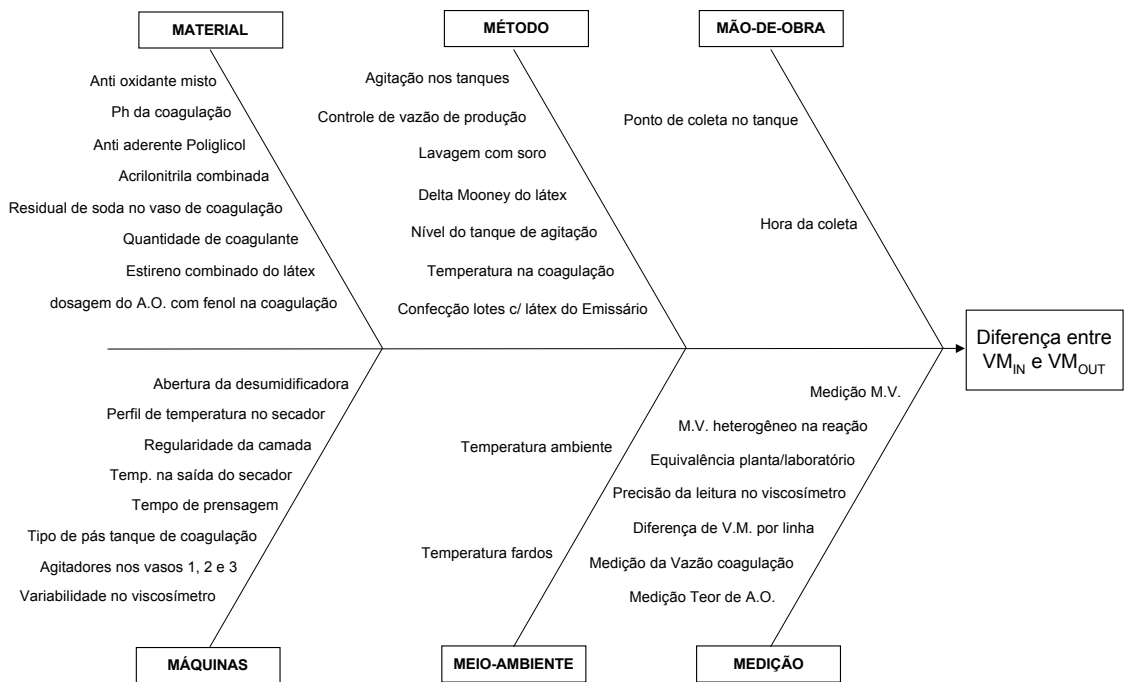 MATERIAL
MÉTODO
MÃO-DE-OBRA
Anti oxidante misto
Ph da coagulação
Anti aderente Poliglicol
Acrilonitrila combinada
Residual de soda no vaso de coagulação
Quantidade de coagulante
Estireno combinado do látex
dosagem do A.O. com fenol na coagulação
Agitação nos tanques
Controle de vazão de produção
Lavagem com soro
Delta Mooney do látex
Nível do tanque de agitação
Temperatura na coagulação
Confecção lotes c/ látex do Emissário
Ponto de coleta no tanque
Hora da coleta
Diferença entre
VM_IN e VM_OUT
Abertura da desumidificadora
Perfil de temperatura no secador
Regularidade da camada
Temp. na saída do secador
Tempo de prensagem
Tipo de pás tanque de coagulação
Agitadores nos vasos 1, 2 e 3
Variabilidade no viscosímetro
Temperatura ambiente
Temperatura fardos
Medição M.V.
M.V. heterogêneo na reação
Equivalência planta/laboratório
Precisão da leitura no viscosímetro
Diferença de V.M. por linha
Medição da Vazão coagulação
Medição Teor de A.O.
MÁQUINAS
MEIO-AMBIENTE
MEDIÇÃO